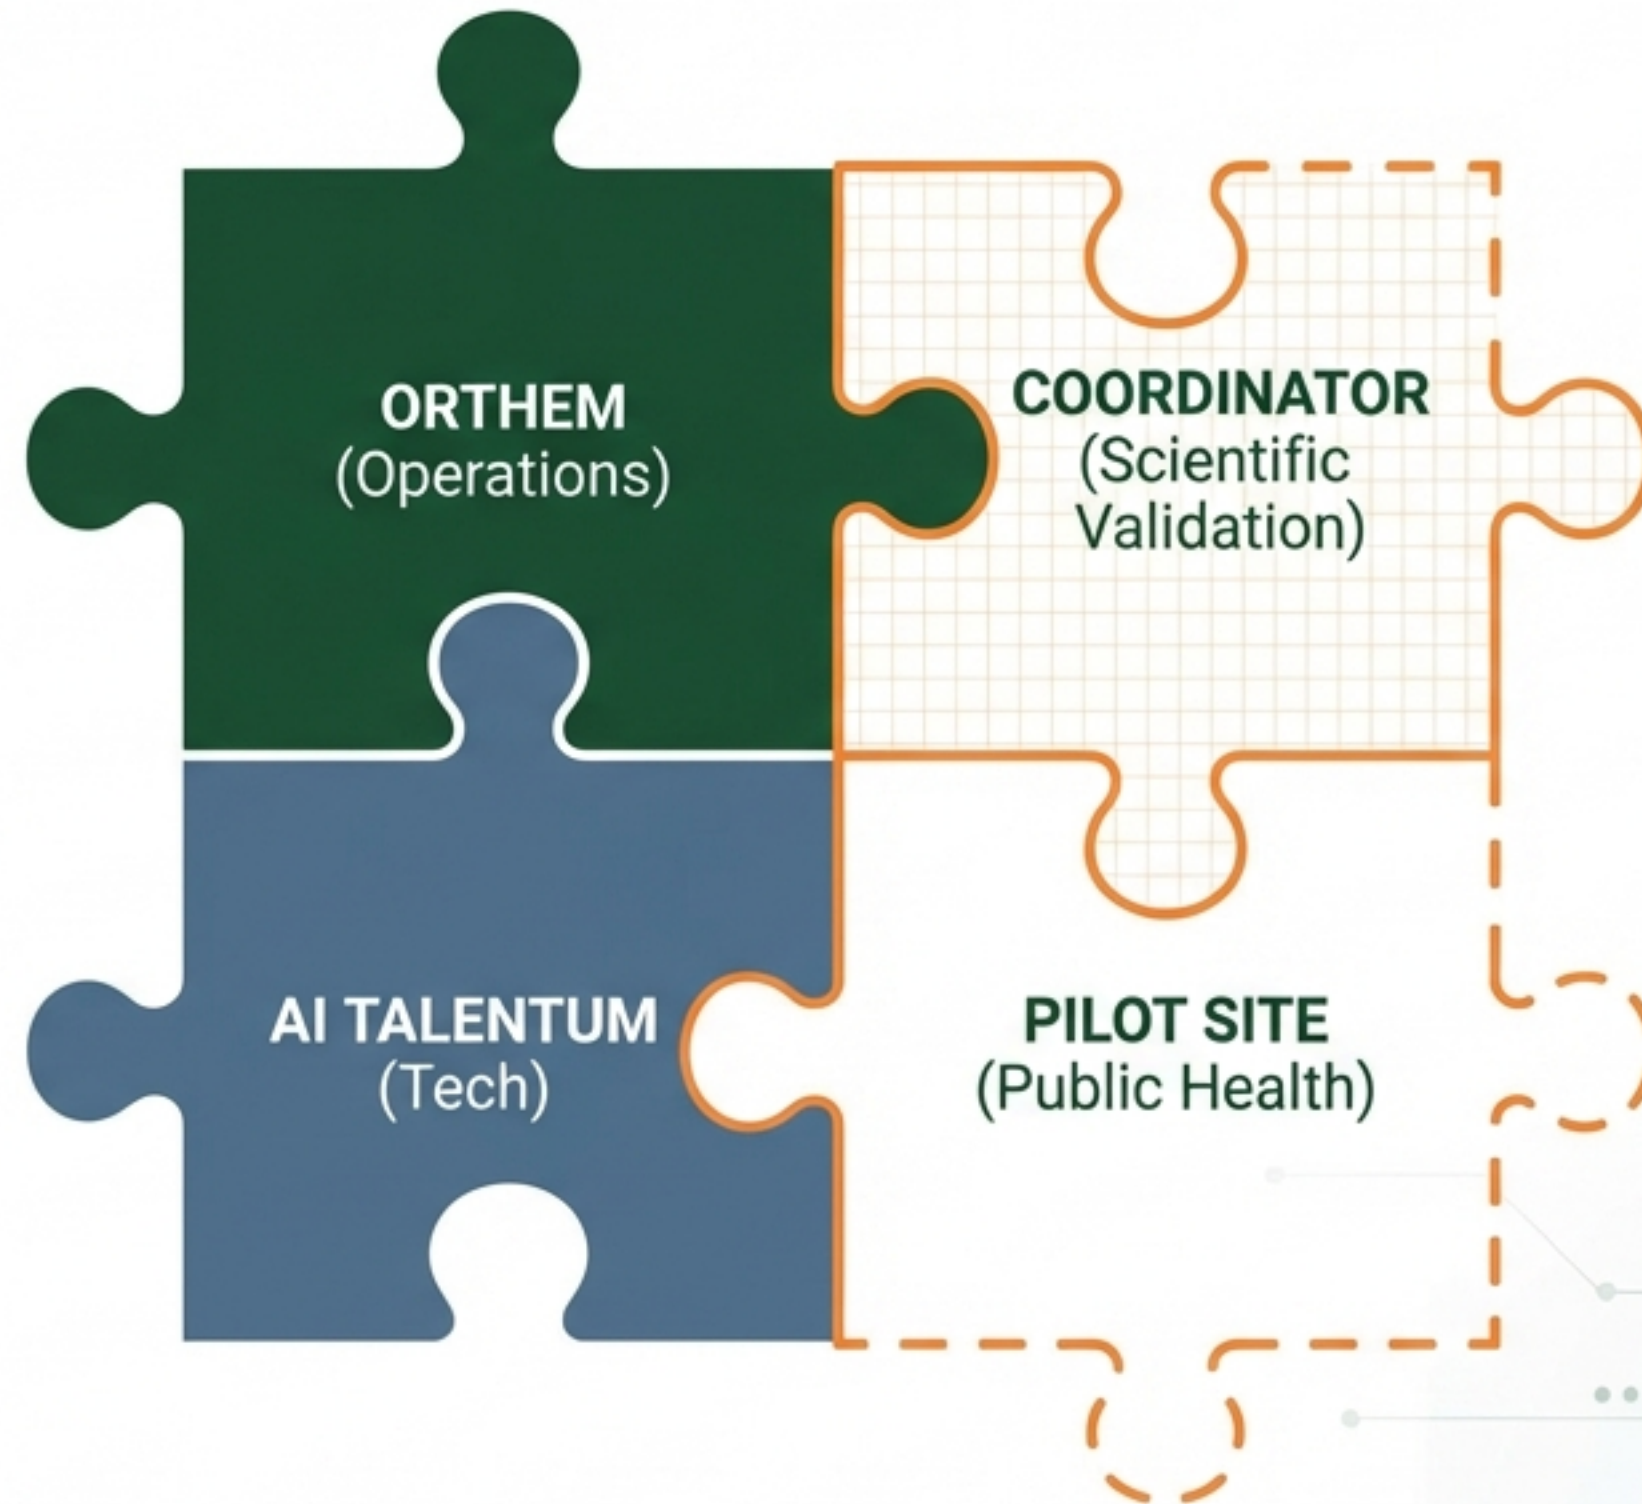 ORTHEM
(Operations)
COORDINATOR
(Scientific
Validation)
AI TALENTUM
(Tech)
PILOT SITE
(Public Health)